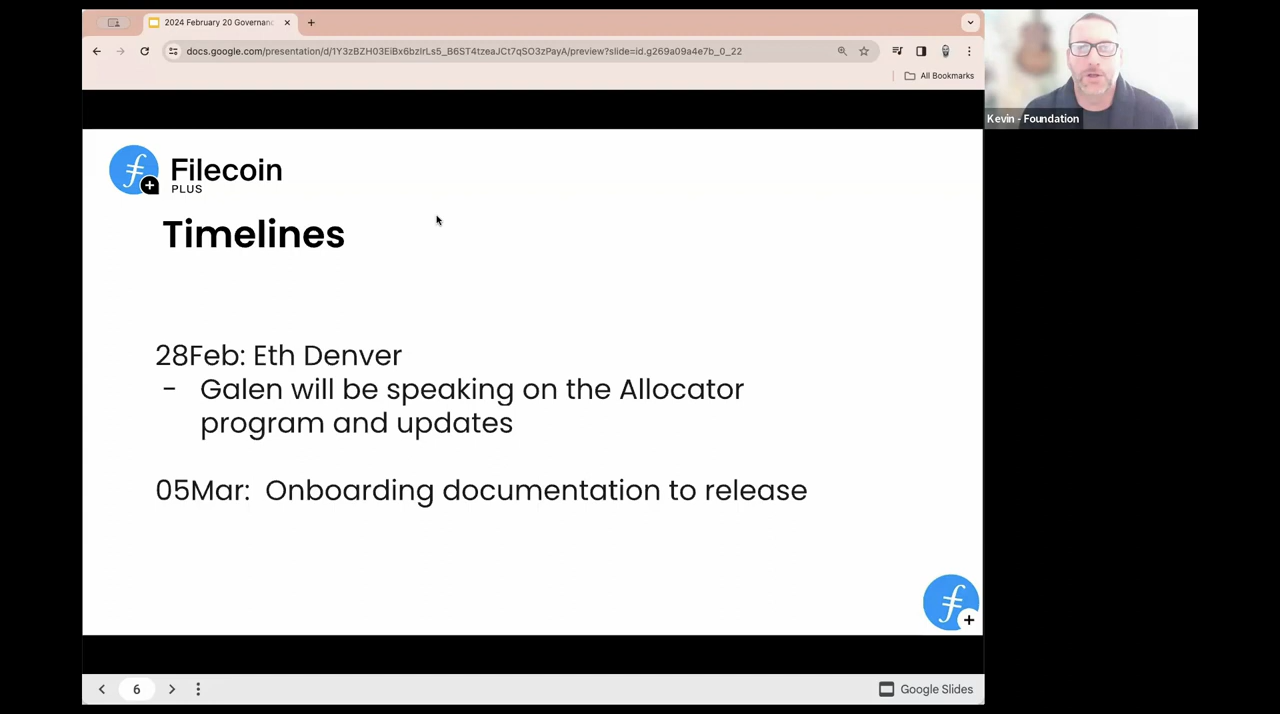 2024 February 20 Governanc
docs.google.com/presentation/d/1Y3zBZH03EiBx6bzIrLs5_B6ST4tzeaJCt7qSO3zPayA/preview?slide=id.g269a09a4e7b_0_22
All Bookmarks
Kevin - Foundation
Filecoin
PLUS
Timelines
28Feb: Eth Denver
- Galen will be speaking on the Allocator
program and updates
05Mar: Onboarding documentation to release
6
Google Slides